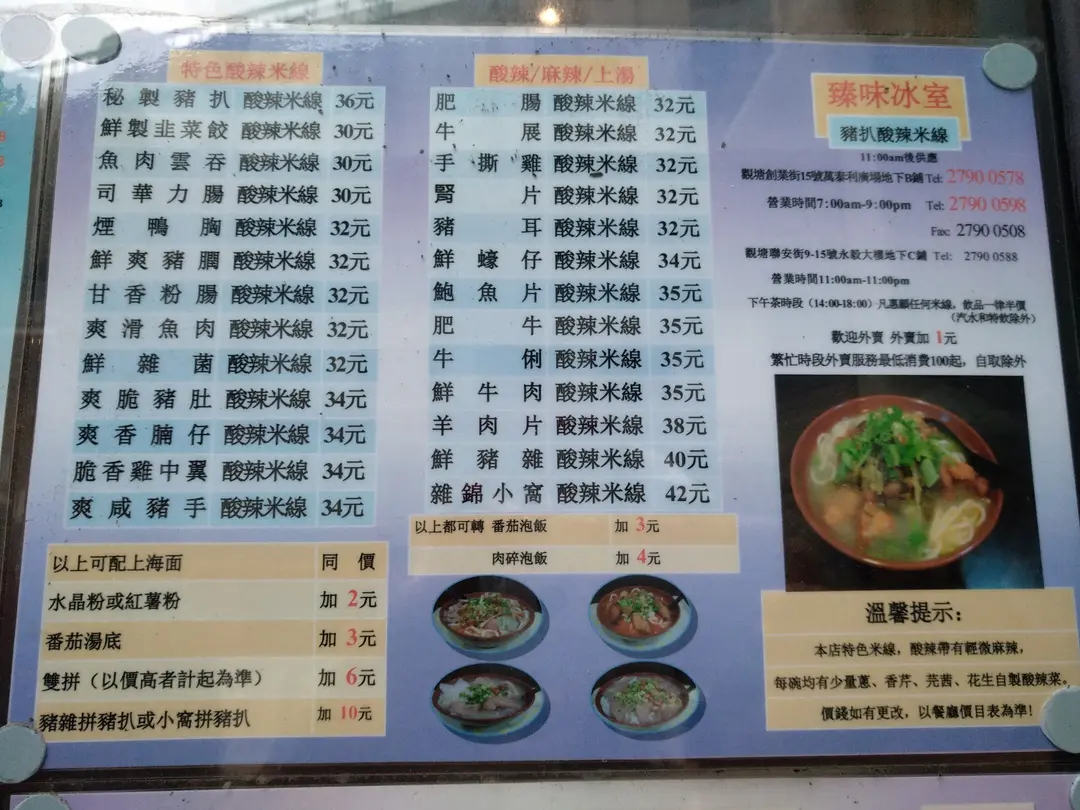 特色酸辣米線
秘製豬扒 酸辣米線 36元
鮮製韭菜餃 酸辣米線 30元
魚肉雲吞 酸辣米線 30元
司華力腸 酸辣米線 30元
煙鴨胸 酸辣米線 32元
鮮爽豬膶 酸辣米線 32元
甘香粉腸 酸辣米線 32元
爽滑魚肉 酸辣米線 32元
鮮雜菌 酸辣米線 32元
爽脆豬肚 酸辣米線 34元
爽香腩仔 酸辣米線 34元
脆香雞中翼 酸辣米線 34元
爽咸豬手 酸辣米線 34元
以上可配上海面 同價
水晶粉或紅薯粉 加 2元
番茄湯底 加 3元
雙拼（以價高者計起為準） 加 6元
豬雜拼豬扒或小窩拼豬扒 加 10元
酸辣/麻辣/上湯
肥腸 酸辣米線 32元
牛展 酸辣米線 32元
手撕雞 酸辣米線 32元
腎片 酸辣米線 32元
豬耳 酸辣米線 32元
鮮蠔仔 酸辣米線 34元
鮑魚片 酸辣米線 35元
肥牛 酸辣米線 35元
牛脷 酸辣米線 35元
鮮牛肉 酸辣米線 35元
羊肉片 酸辣米線 38元
鮮豬雜 酸辣米線 40元
雜錦小窩 酸辣米線 42元
以上都可轉 番茄泡飯 加 3元
肉碎泡飯 加 4元
臻味冰室
豬扒酸辣米線
11:00am後供應
觀塘創業街15號萬泰利廣場地下B鋪 Tel: 2790 0578
營業時間7:00am-9:00pm Tel: 2790 0598
Fax: 2790 0508
觀塘聯安街9-15號永毅大樓地下C鋪 Tel: 2790 0588
營業時間11:00am-11:00pm
下午茶時段（14:00-18:00）凡惠顧任何米線，飲品一律半價
（汽水和特飲除外）
歡迎外賣 外賣加 1元
繁忙時段外賣服務最低消費100起，自取除外
溫馨提示:
本店特色米線，酸辣帶有輕微麻辣，
每碗均有少量蔥、香芹、芫茜、花生自製酸辣菜。
價錢如有更改，以餐廳價目表為準!